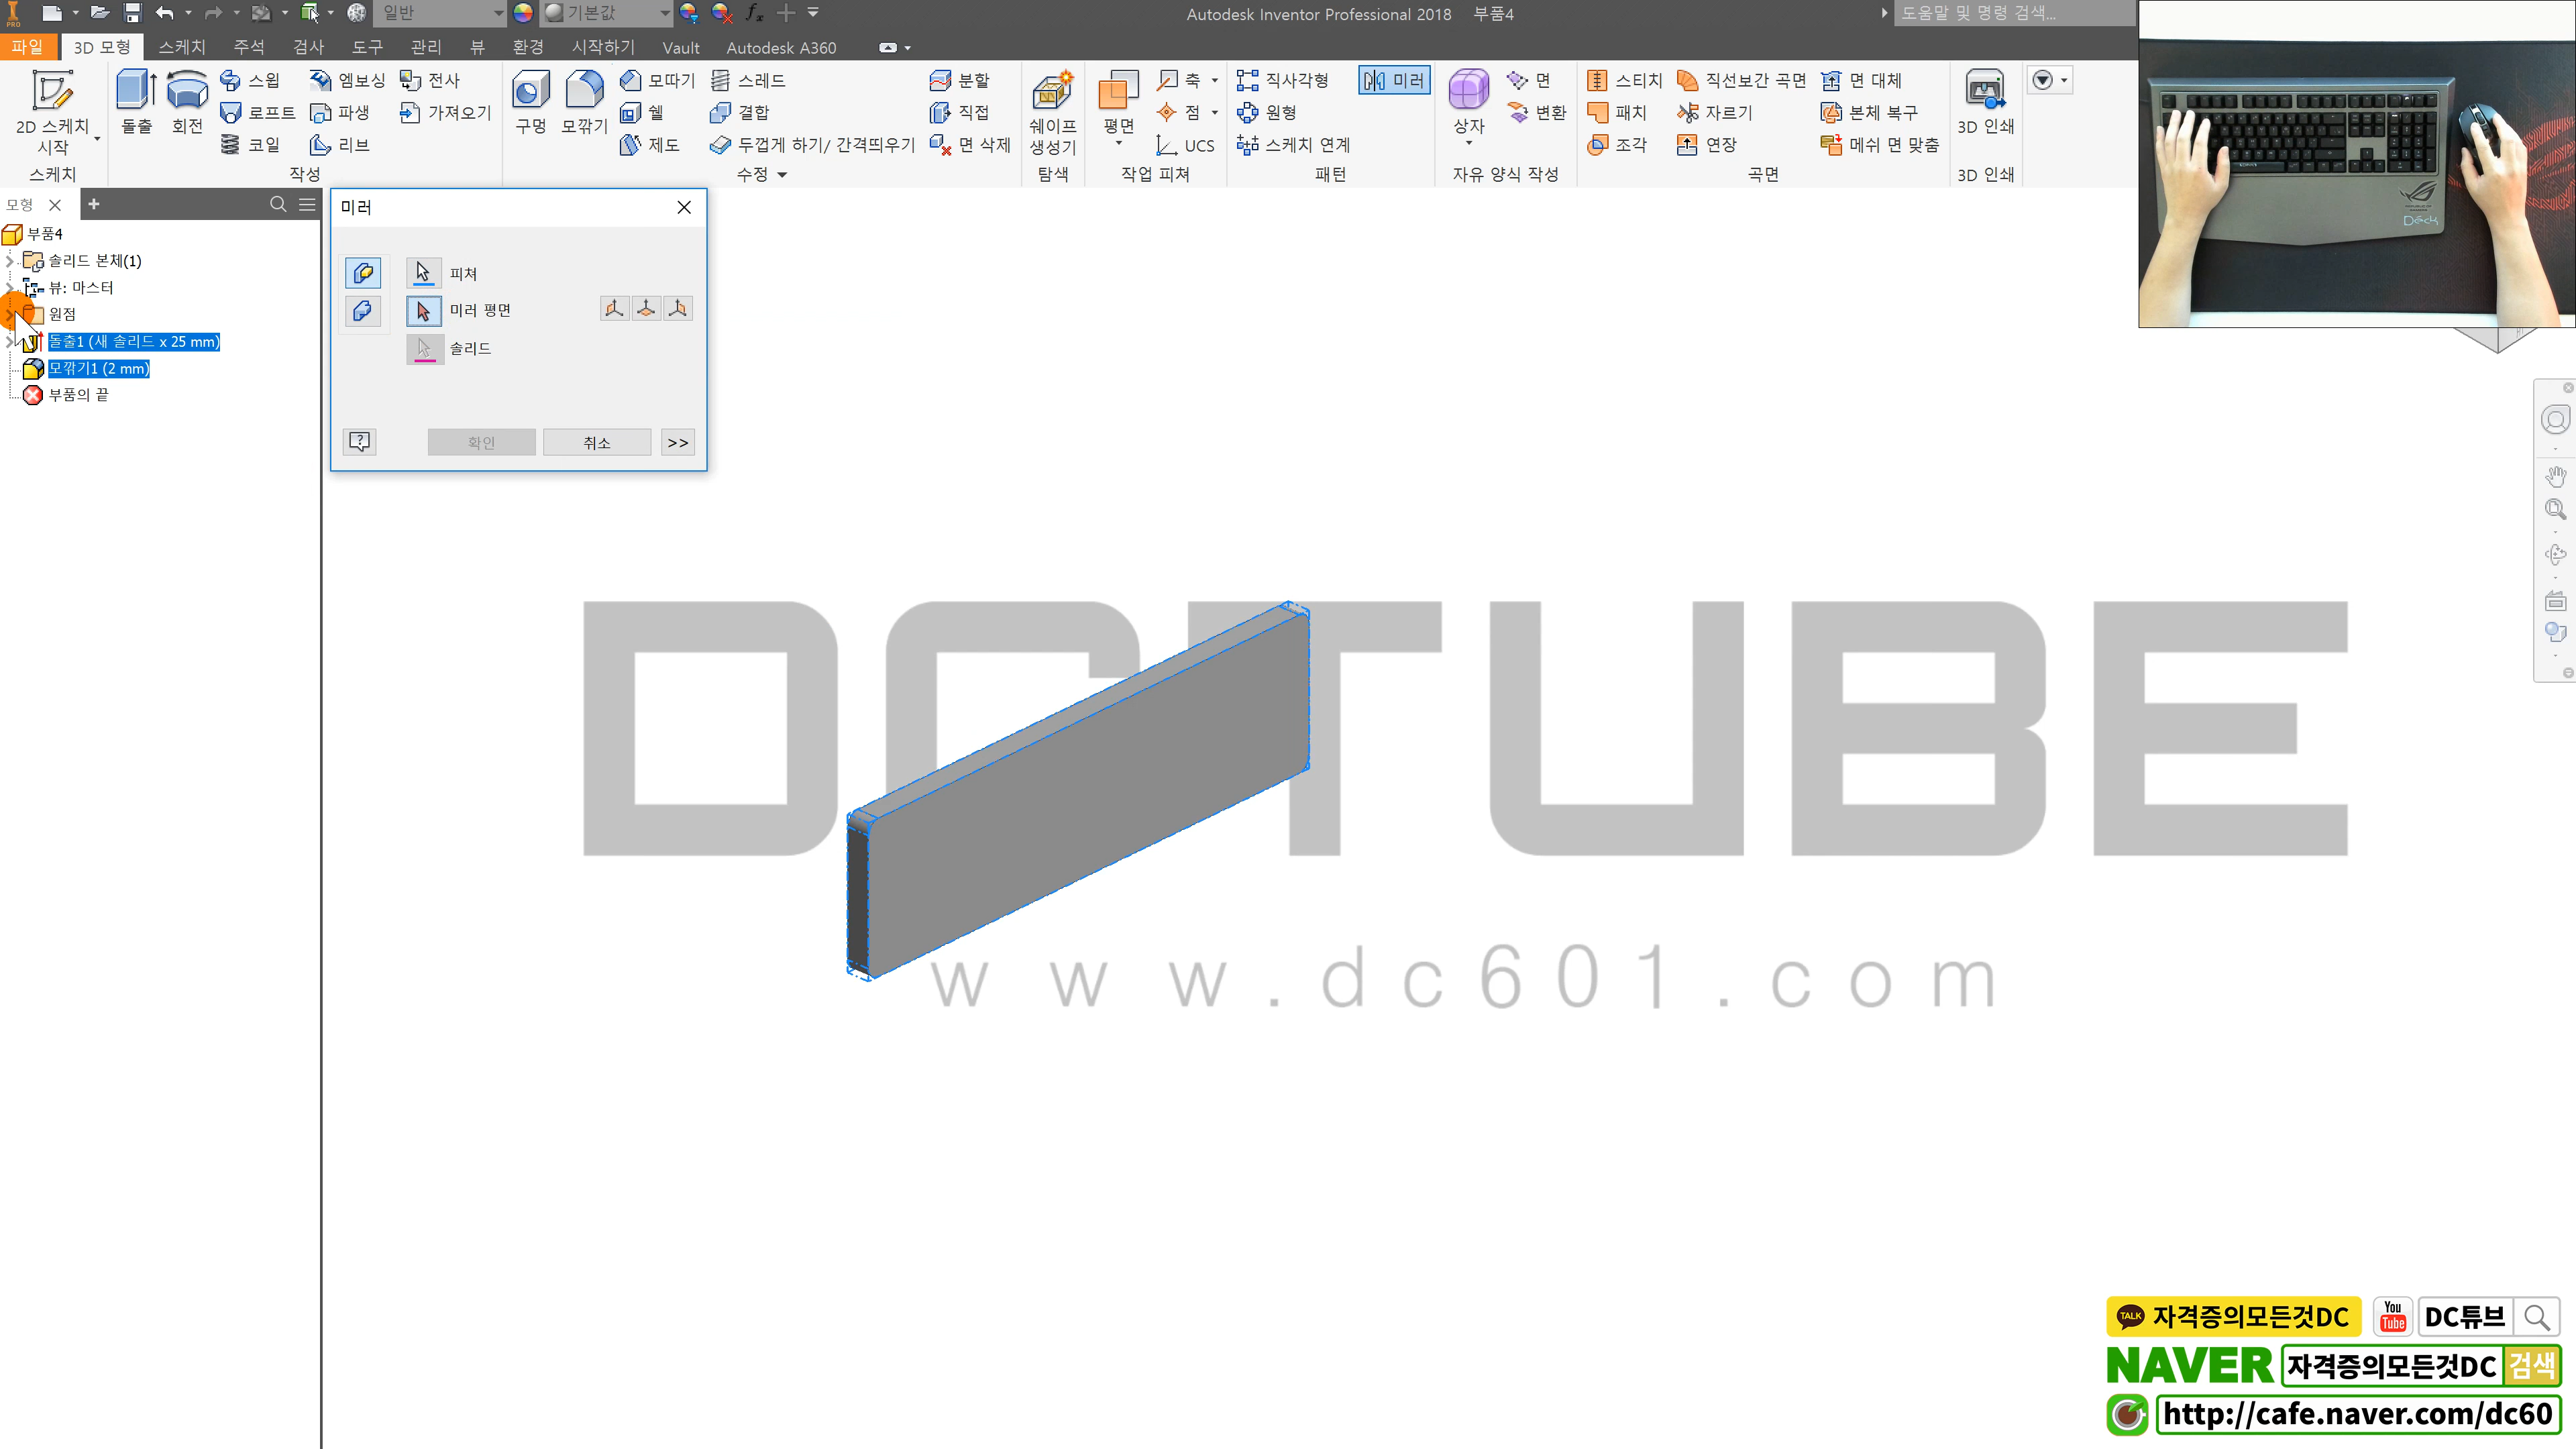 PRO 일반 기본값 fx Autodesk Inventor Professional 2018 부품4 도움말 및 명령 검색...
파일 3D 모형 스케치 주석 검사 도구 관리 뷰 환경 시작하기 Vault Autodesk A360
2D 스케치 시작 돌출 회전 스윕 엠보싱 전사 구멍 모깎기 모따기 스레드 분할 쉐이프 생성기 평면 축 직사각형 미러 상자 면 스티치 직선보간 곡면 면 대체 3D 인쇄
로프트 파생 가져오기 쉘 결합 직접 점 원형 변환 패치 자르기 본체 복구
코일 리브 제도 두껍게 하기/ 간격띄우기 면 삭제 UCS 스케치 연계 조각 연장 메쉬 면 맞춤
스케치 작성 수정 탐색 작업 피쳐 패턴 자유 양식 작성 곡면 3D 인쇄
모형
부품4
솔리드 본체(1)
뷰: 마스터
원점
돌출1 (새 솔리드 x 25 mm)
모깎기1 (2 mm)
부품의 끝
미러
피쳐
미러 평면
솔리드
확인 취소 >>
DCTUBE
www.dc601.com
Deck
TALK 자격증의모든것DC You Tube DC튜브
NAVER 자격증의모든것DC 검색
http://cafe.naver.com/dc60